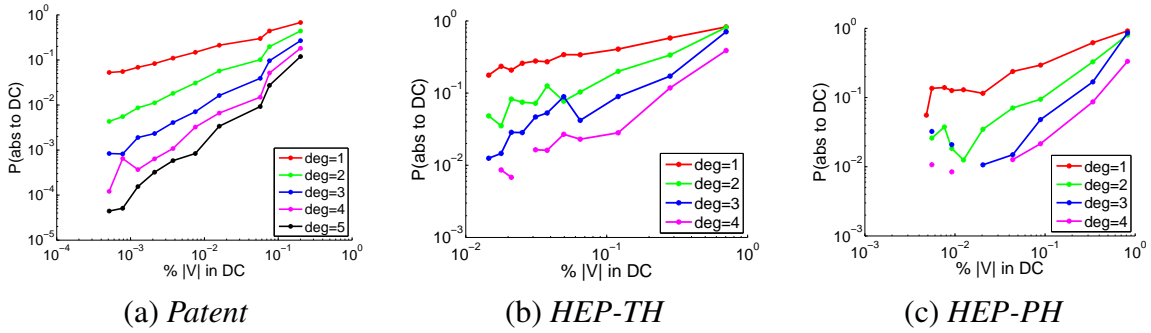 P(abs to DC)
10^0
10^-1
10^-2
10^-3
10^-4
10^-5
deg=1
deg=2
deg=3
deg=4
deg=5
10^-4 10^-3 10^-2 10^-1 10^0
% |V| in DC
(a) Patent
P(abs to DC)
10^0
10^-1
10^-2
10^-3
deg=1
deg=2
deg=3
deg=4
10^-2 10^-1 10^0
% |V| in DC
(b) HEP-TH
P(abs to DC)
10^0
10^-1
10^-2
10^-3
deg=1
deg=2
deg=3
deg=4
10^-3 10^-2 10^-1 10^0
% |V| in DC
(c) HEP-PH